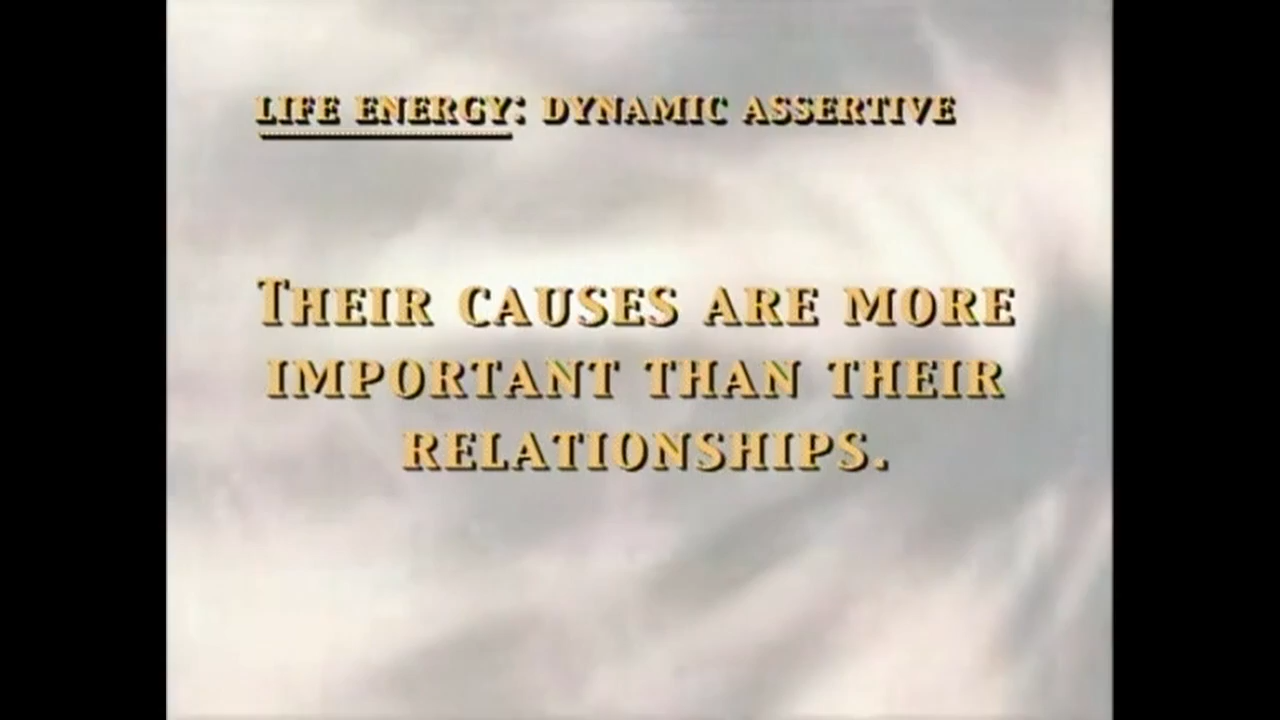 LIFE ENERGY: DYNAMIC ASSERTIVE
THEIR CAUSES ARE MORE
IMPORTANT THAN THEIR
RELATIONSHIPS.